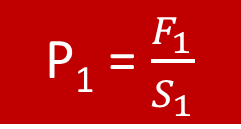 P₁ = F₁/S₁